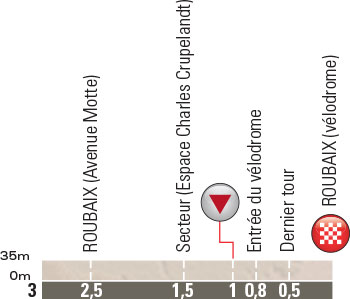 ROUBAIX (Avenue Motte)
Secteur (Espace Charles Crupelandt)
Entrée du vélodrome
Dernier tour
ROUBAIX (vélodrome)
35m
0m
3 2,5 1,5 1 0,8 0,5